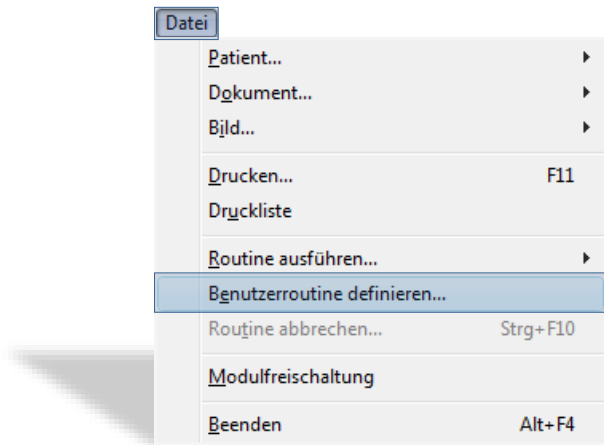 Datei
Patient...
Dokument...
Bild...
Drucken... F11
Druckliste
Routine ausführen...
Benutzerroutine definieren...
Routine abbrechen... Strg+F10
Modulfreischaltung
Beenden Alt+F4